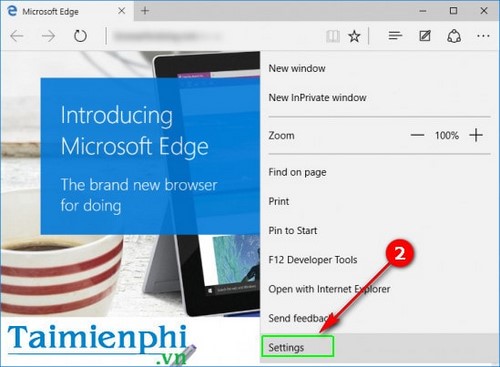 Microsoft Edge
Introducing
Microsoft Edge
The brand new browser
for doing
New window
New InPrivate window
Zoom
100%
Find on page
Print
Pin to Start
F12 Developer Tools
Open with Internet Explorer
2
Send feedback
Settings
Taimienphi
.vn